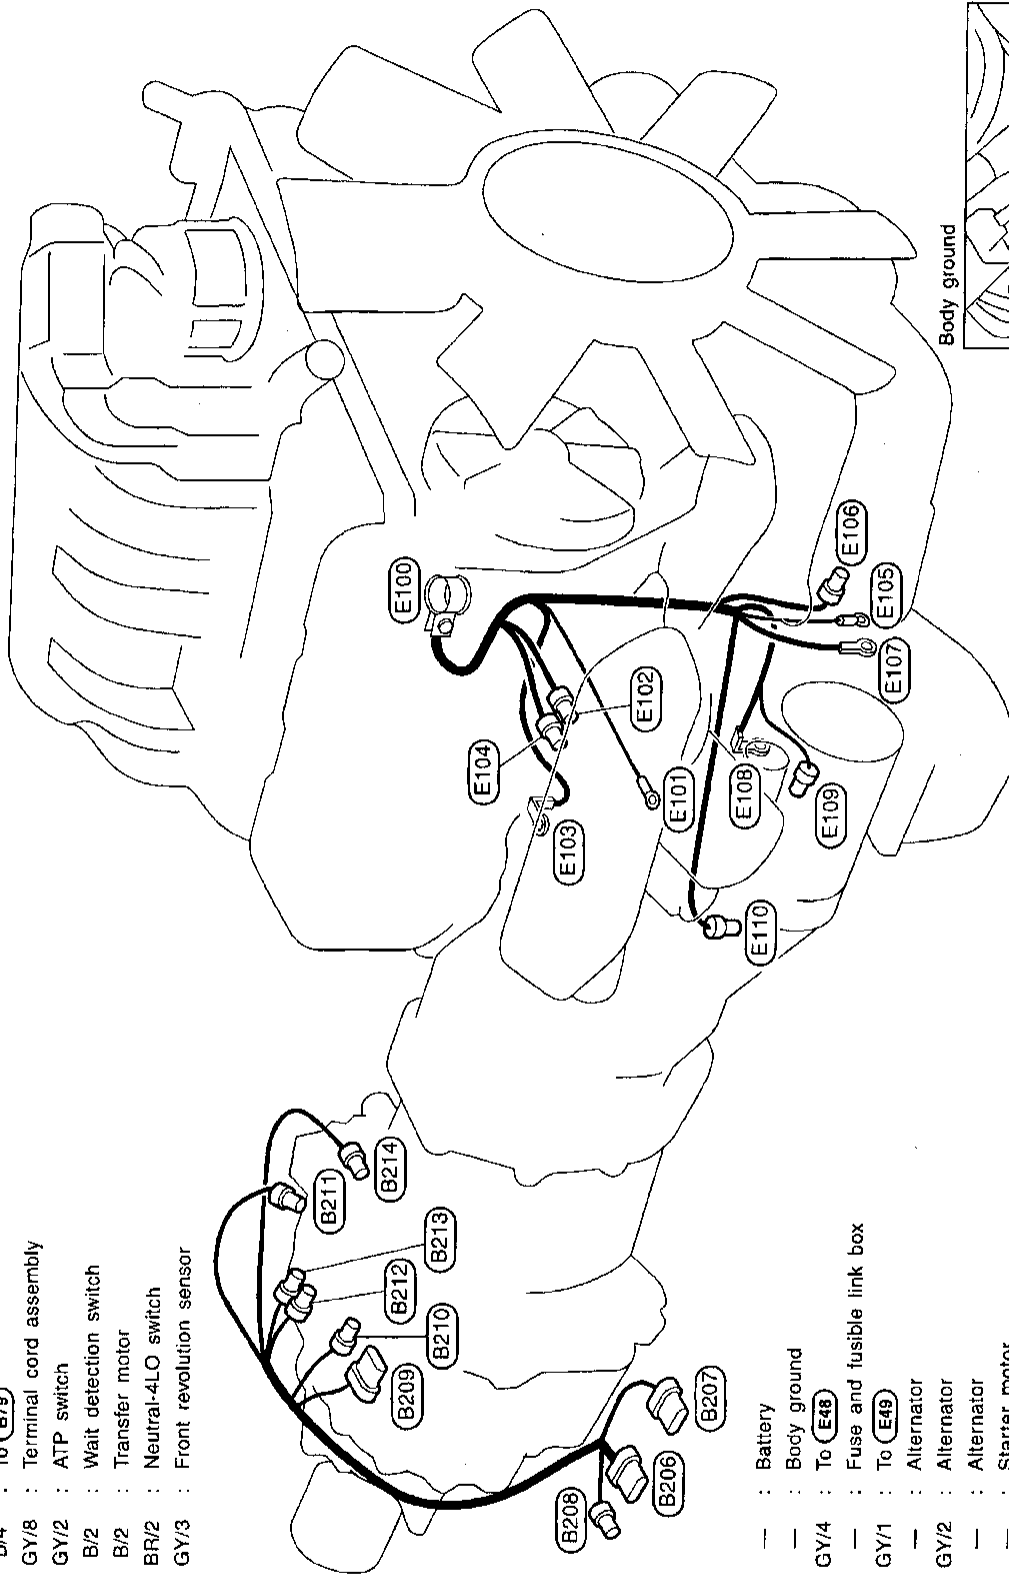 GY/8 : Terminal cord assembly
GY/2 : ATP switch
B/2 : Wait detection switch
B/2 : Transfer motor
BR/2 : Neutral-4LO switch
GY/3 : Front revolution sensor
B211
B214
B213
B212
B210
B209
B208
B206
B207
E100
E104
E103
E102
E101
E108
E110
E109
E106
E105
E107
— : Battery
— : Body ground
GY/4 : To E48
— : Fuse and fusible link box
GY/1 : To E49
— : Alternator
GY/2 : Alternator
— : Alternator
— : Starter motor
Body ground